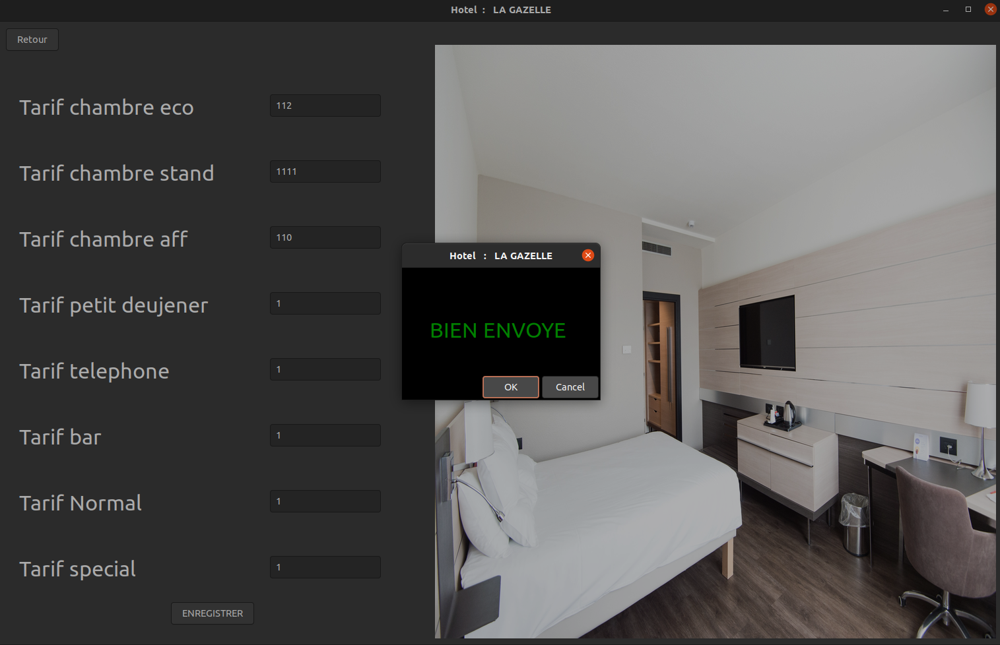 Hotel : LA GAZELLE
Retour
Tarif chambre eco
112
Tarif chambre stand
1111
Tarif chambre aff
110
Tarif petit deujener
1
Tarif telephone
1
Tarif bar
1
Tarif Normal
1
Tarif special
1
ENREGISTRER
Hotel : LA GAZELLE
BIEN ENVOYE
OK
Cancel